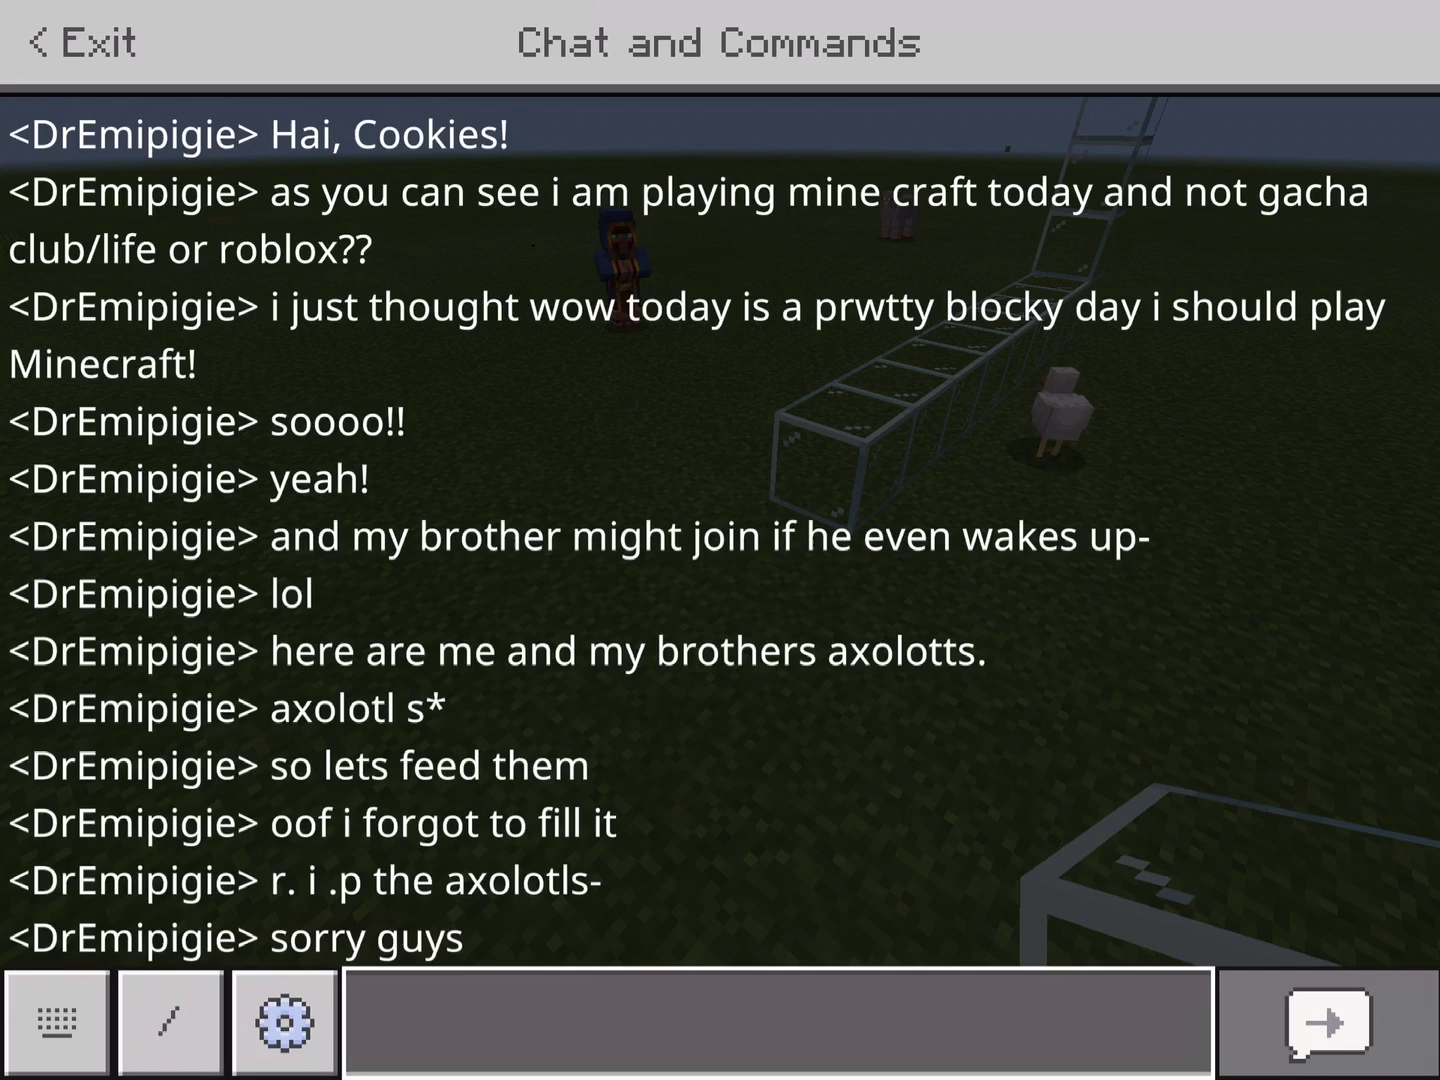 < Exit
Chat and Commands
<DrEmipigie> Hai, Cookies!
<DrEmipigie> as you can see i am playing mine craft today and not gacha
club/life or roblox??
<DrEmipigie> i just thought wow today is a prwtty blocky day i should play
Minecraft!
<DrEmipigie> soooo!!
<DrEmipigie> yeah!
<DrEmipigie> and my brother might join if he even wakes up-
<DrEmipigie> lol
<DrEmipigie> here are me and my brothers axolotts.
<DrEmipigie> axolotl s*
<DrEmipigie> so lets feed them
<DrEmipigie> oof i forgot to fill it
<DrEmipigie> r. i .p the axolotls-
<DrEmipigie> sorry guys
/